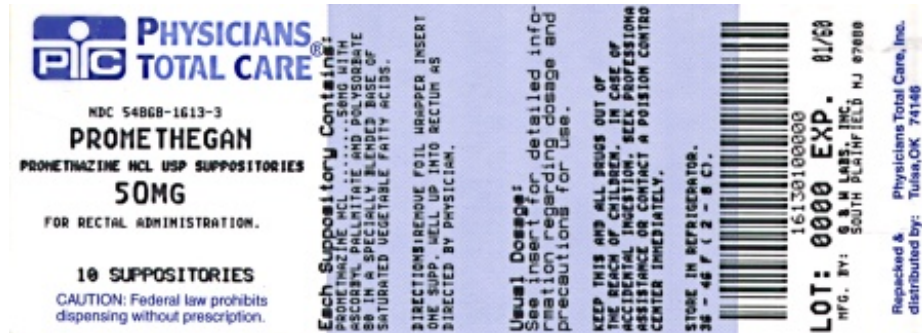 PTC
PHYSICIANS
TOTAL CARE®
NDC 54868-1613-3
PROMETHEGAN
PROMETHAZINE HCL USP SUPPOSITORIES
50MG
FOR RECTAL ADMINISTRATION.
10 SUPPOSITORIES
CAUTION: Federal law prohibits
dispensing without prescription.
Each Suppository Contains:
PROMETHAZINE HCL ........50MG WITH
ASCORBYL PALMITATE AND POLYSORBATE
80 IN A SPECIALLY BLENDED BASE OF
SATURATED VEGETABLE FATTY ACIDS.
DIRECTIONS:REMOVE FOIL WRAPPER INSERT
ONE SUPP. WELL UP INTO RECTUM AS
DIRECTED BY PHYSICIAN.
Usual Dosage:
See insert for detailed info-
rmation regarding dosage and
precautions for use.
KEEP THIS AND ALL DRUGS OUT OF
THE REACH OF CHILDREN. IN CASE OF
ACCIDENTAL INGESTION, SEEK PROFESSIONA
ASSISTANCE OR CONTACT A POISION CONTRO
CENTER IMMEDIATELY.
STORE IN REFRIGERATOR.
36 - 46 F ( 2 - 8 C).
16130100000
LOT: 0000 EXP. 01/60
MFG. BY: G & W LABS, INC.
SOUTH PLAINFIELD NJ 07080
Repacked & Physicians Total Care, Inc.
distributed by: Tulsa,OK 74146